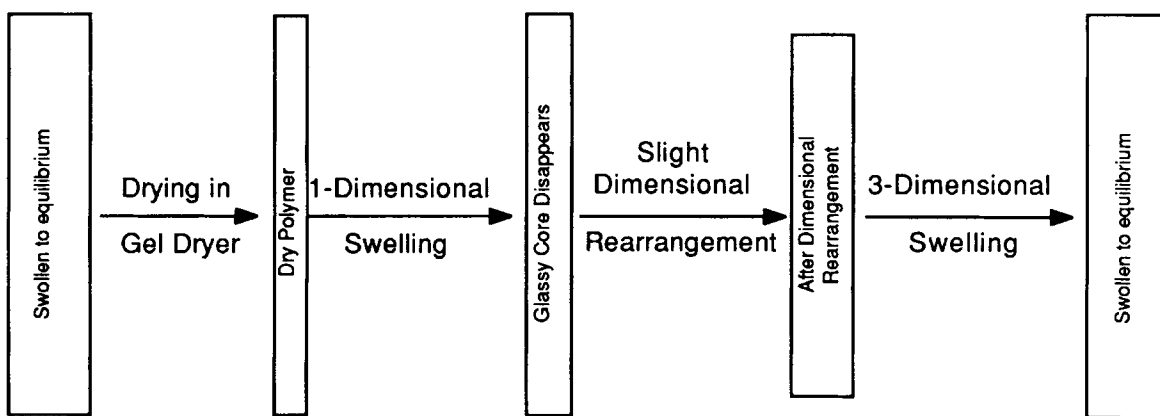 Swollen to equilibrium
Drying in
Gel Dryer
Dry Polymer
1-Dimensional
Swelling
Glassy Core Disappears
Slight
Dimensional
Rearrangement
After Dimensional
Rearrangement
3-Dimensional
Swelling
Swollen to equilibrium